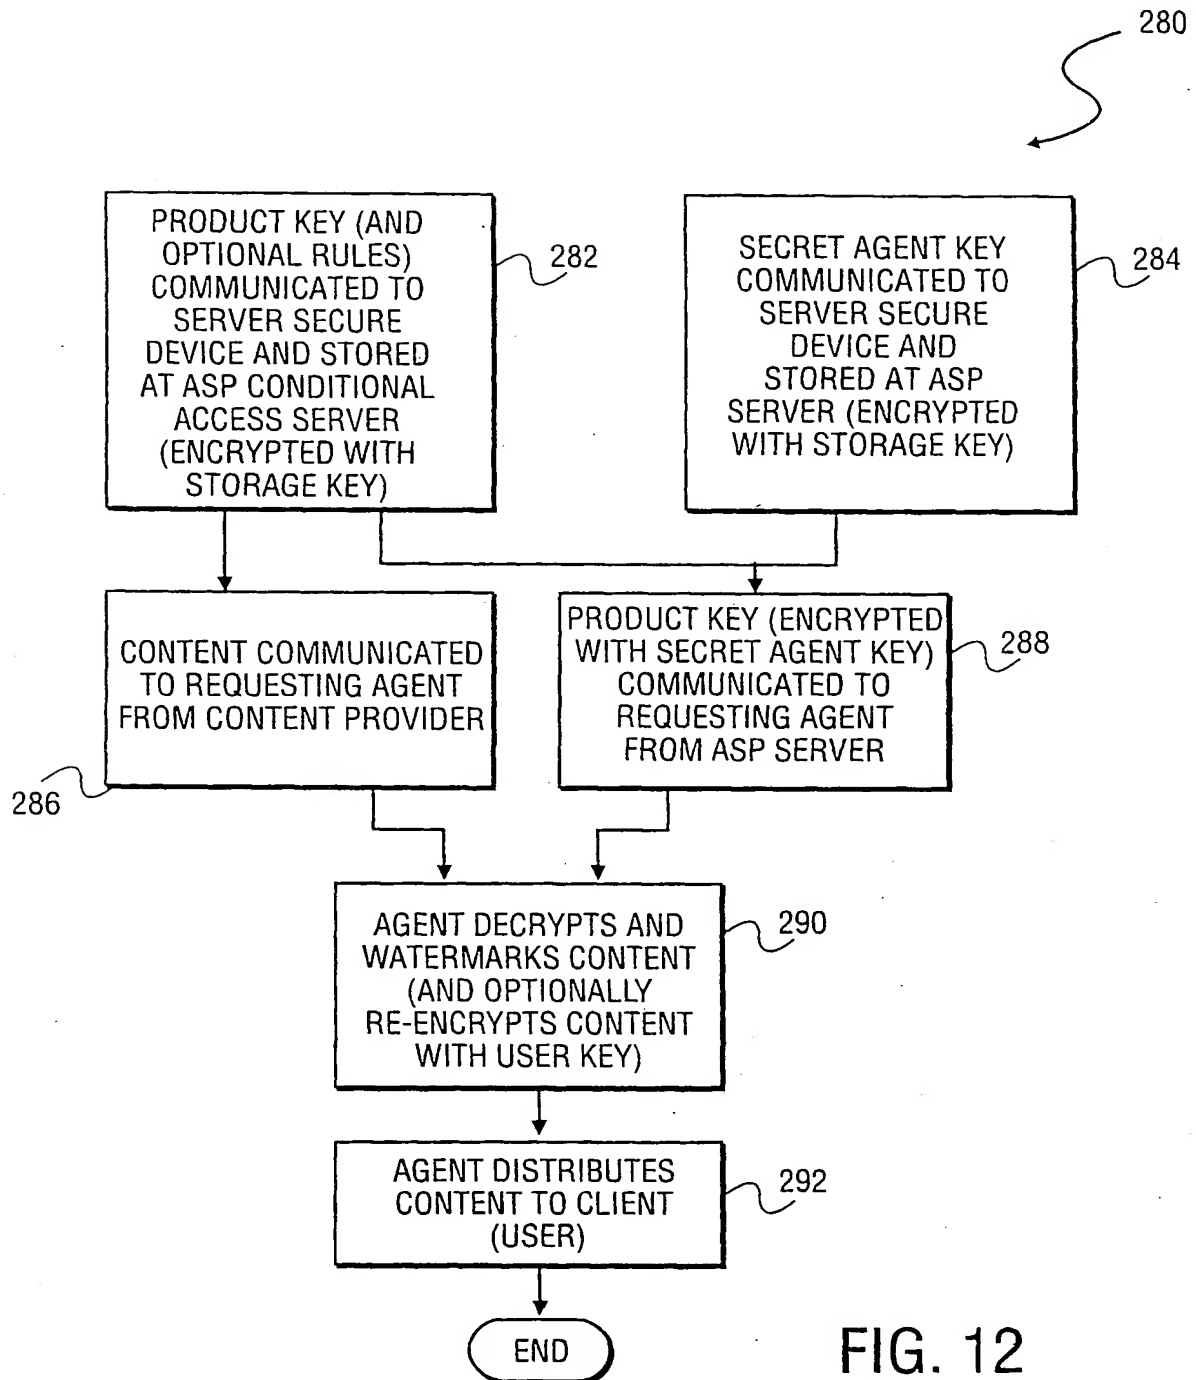 280
PRODUCT KEY (AND
OPTIONAL RULES)
COMMUNICATED TO
SERVER SECURE
DEVICE AND STORED
AT ASP CONDITIONAL
ACCESS SERVER
(ENCRYPTED WITH
STORAGE KEY)
282
SECRET AGENT KEY
COMMUNICATED TO
SERVER SECURE
DEVICE AND
STORED AT ASP
SERVER (ENCRYPTED
WITH STORAGE KEY)
284
CONTENT COMMUNICATED
TO REQUESTING AGENT
FROM CONTENT PROVIDER
286
PRODUCT KEY (ENCRYPTED
WITH SECRET AGENT KEY)
COMMUNICATED TO
REQUESTING AGENT
FROM ASP SERVER
288
AGENT DECRYPTS AND
WATERMARKS CONTENT
(AND OPTIONALLY
RE-ENCRYPTS CONTENT
WITH USER KEY)
290
AGENT DISTRIBUTES
CONTENT TO CLIENT
(USER)
292
END
FIG. 12